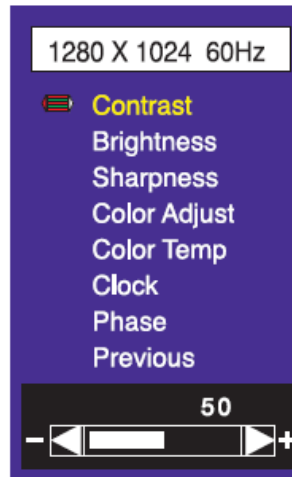 1280 X 1024 60Hz
Contrast
Brightness
Sharpness
Color Adjust
Color Temp
Clock
Phase
Previous
50
- +